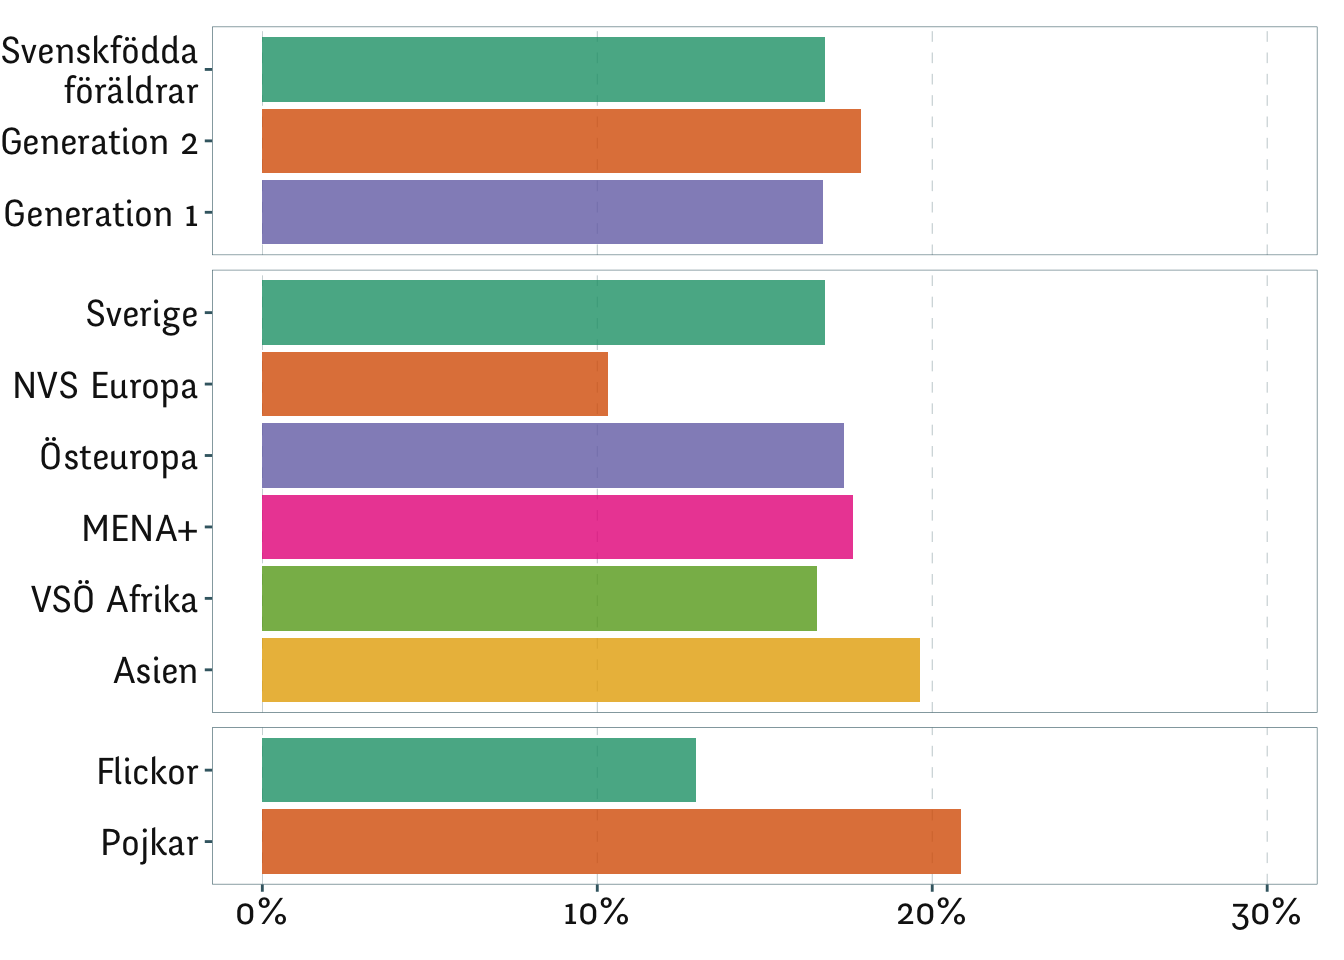 Svenskfödda
föräldrar
Generation 2
Generation 1
Sverige
NVS Europa
Östeuropa
MENA+
VSÖ Afrika
Asien
Flickor
Pojkar
0% 10% 20% 30%